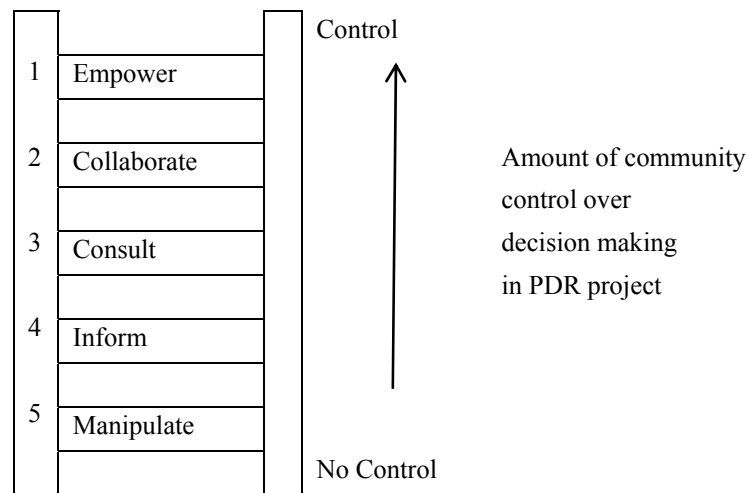 Control
1 Empower
2 Collaborate
3 Consult
4 Inform
5 Manipulate
No Control
Amount of community
control over
decision making
in PDR project